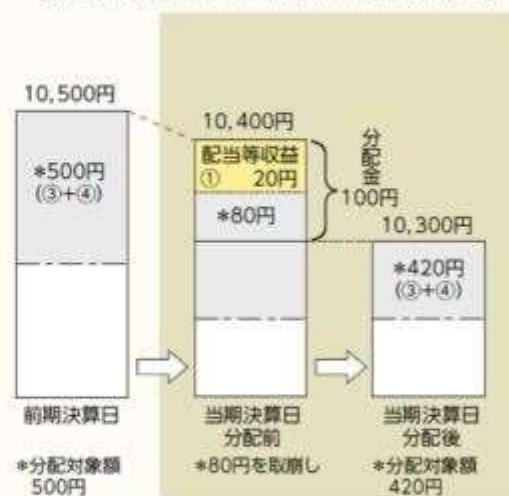 10,500円
*500円
(③+④)
前期決算日
*分配対象額
500円
10,400円
配当等収益
① 20円
*80円
分配金
100円
当期決算日
分配前
*80円を取崩し
10,300円
*420円
(③+④)
当期決算日
分配後
*分配対象額
420円